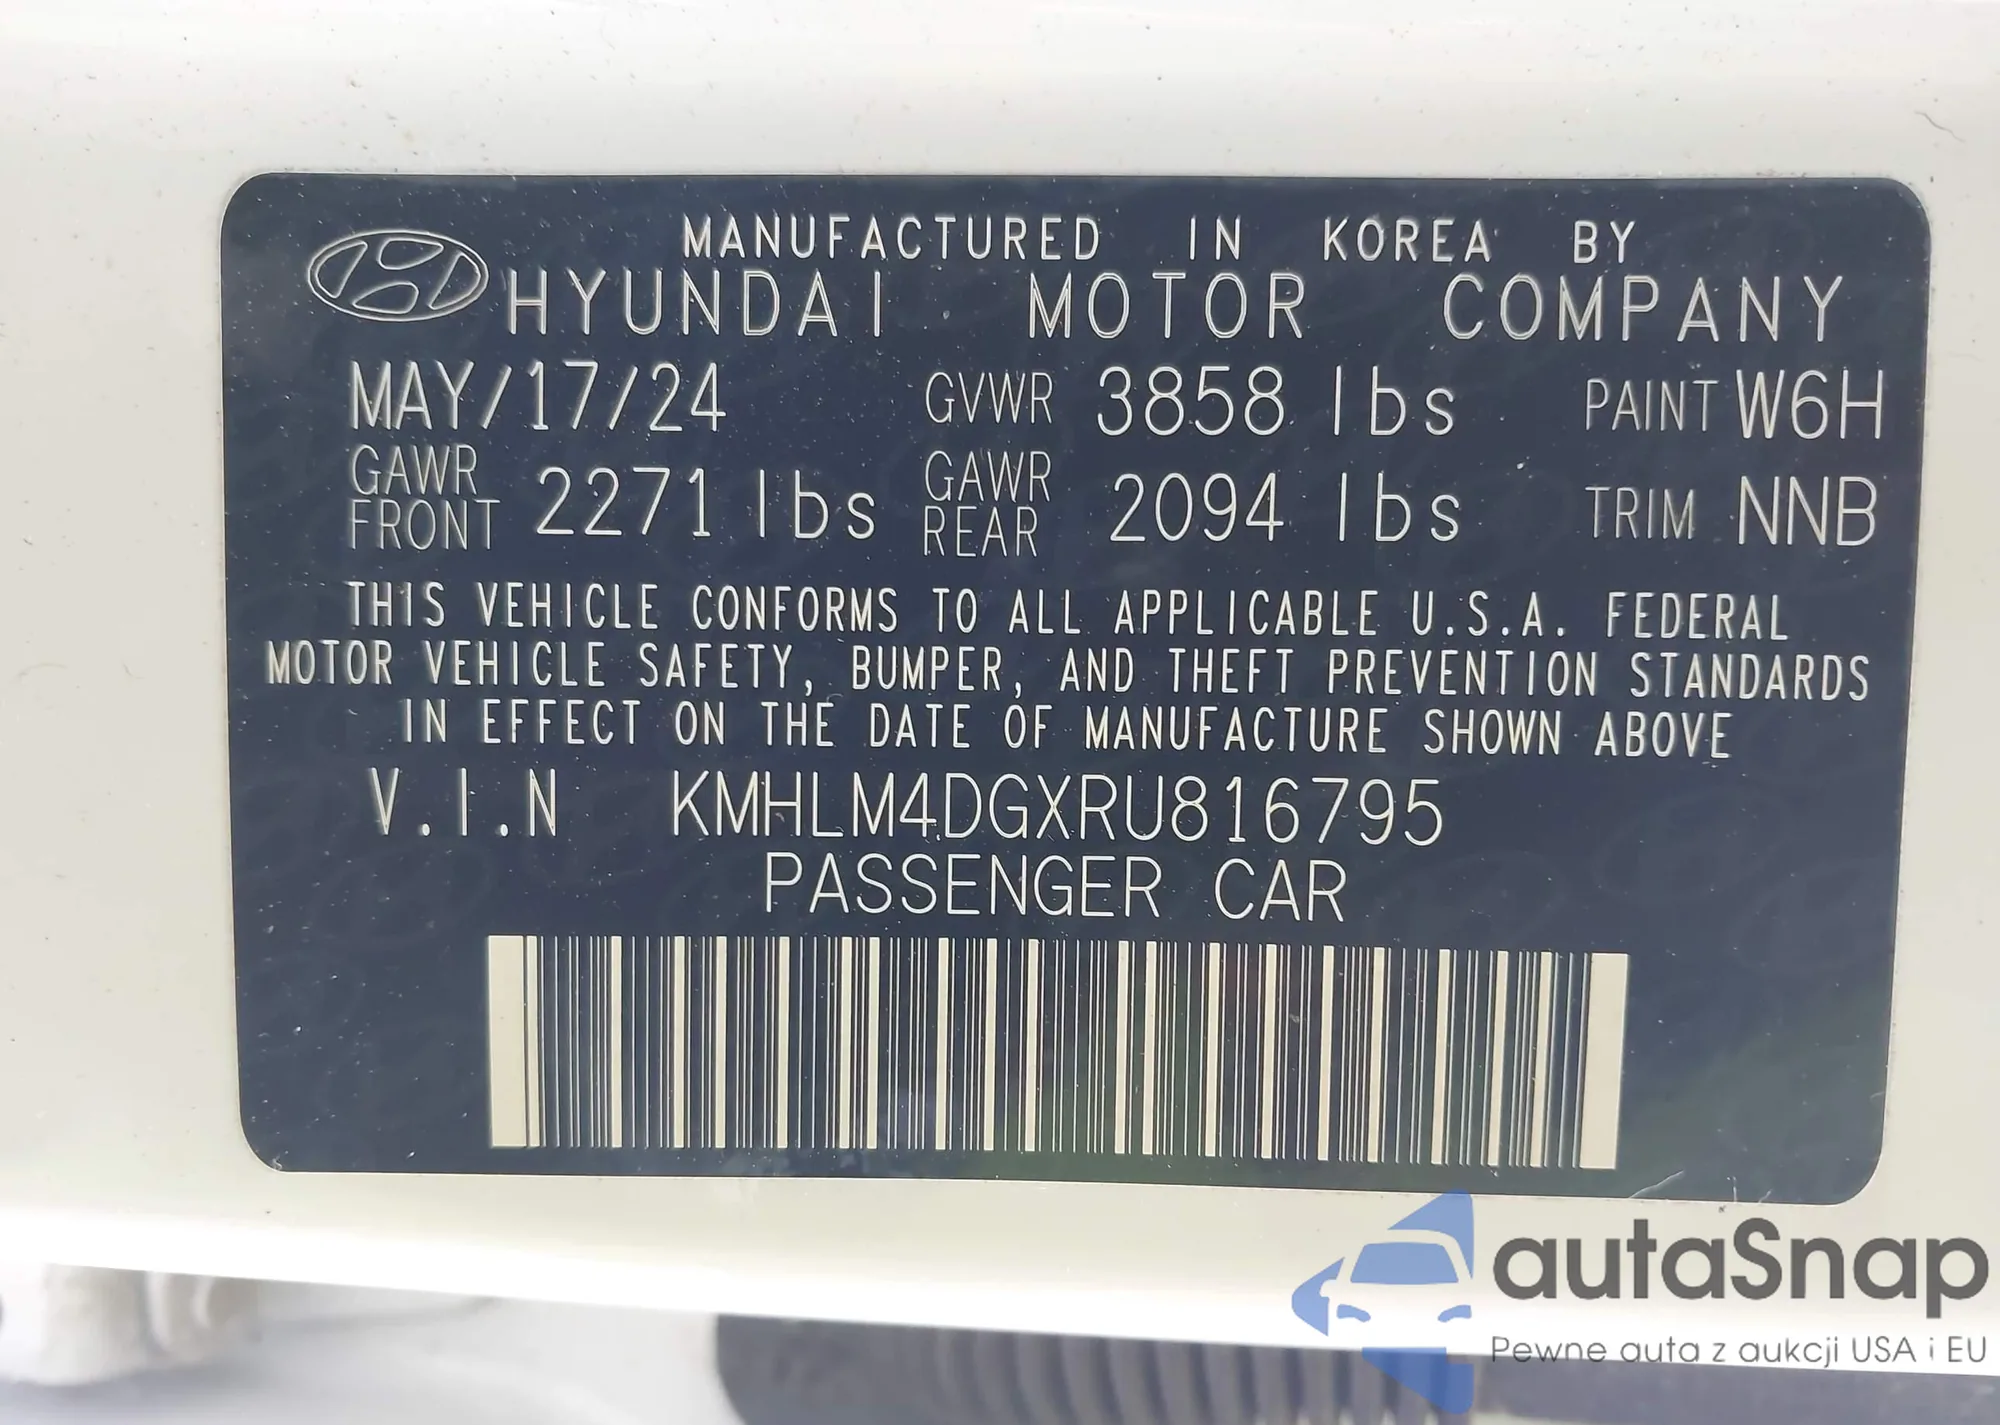 MANUFACTURED IN KOREA BY
HYUNDAI MOTOR COMPANY
MAY/17/24 GVWR 3858 lbs PAINT W6H
GAWR FRONT 2271 lbs GAWR REAR 2094 lbs TRIM NNB
THIS VEHICLE CONFORMS TO ALL APPLICABLE U.S.A. FEDERAL
MOTOR VEHICLE SAFETY, BUMPER, AND THEFT PREVENTION STANDARDS
IN EFFECT ON THE DATE OF MANUFACTURE SHOWN ABOVE
V.I.N KMHLM4DGXRU816795
PASSENGER CAR
autaSnap
Pewne auta z aukcji USA i EU